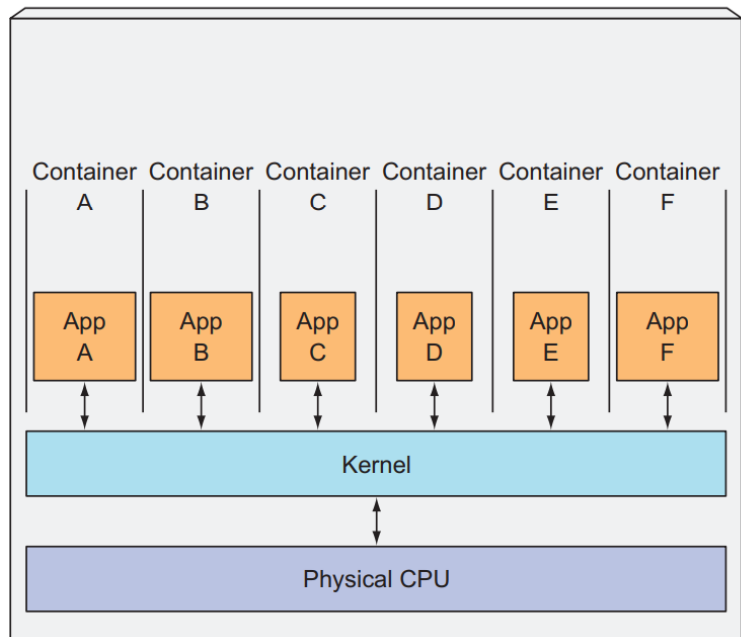 Container Container Container Container Container Container
A B C D E F
App App App App App App
A B C D E F
Kernel
Physical CPU